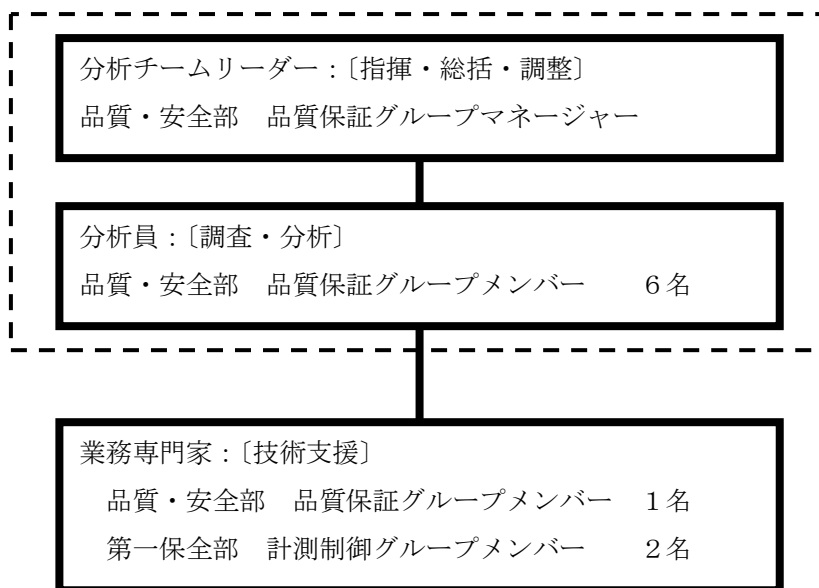 分析チームリーダー：〔指揮・総括・調整〕
品質・安全部　品質保証グループマネージャー
分析員：〔調査・分析〕
品質・安全部　品質保証グループメンバー　　６名
業務専門家：〔技術支援〕
品質・安全部　品質保証グループメンバー　１名
第一保全部　計測制御グループメンバー　　２名